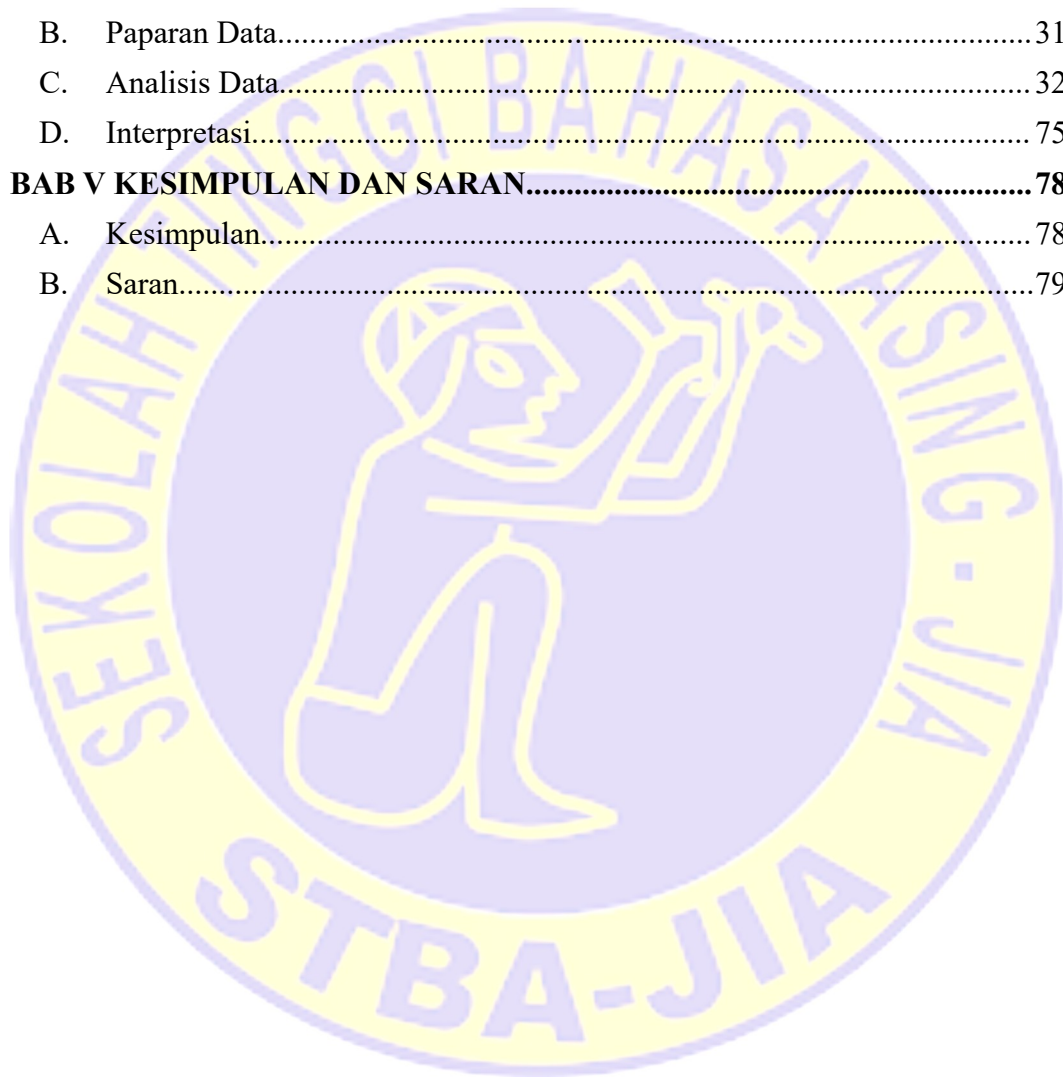 B. Paparan Data.......................................................................................... 31
C. Analisis Data.......................................................................................... 32
D. Interpretasi.............................................................................................. 75
BAB V KESIMPULAN DAN SARAN.............................................................. 78
A. Kesimpulan............................................................................................. 78
B. Saran....................................................................................................... 79
SEKOLAH TINGGI BAHASA ASING - JIA
STBA-JIA